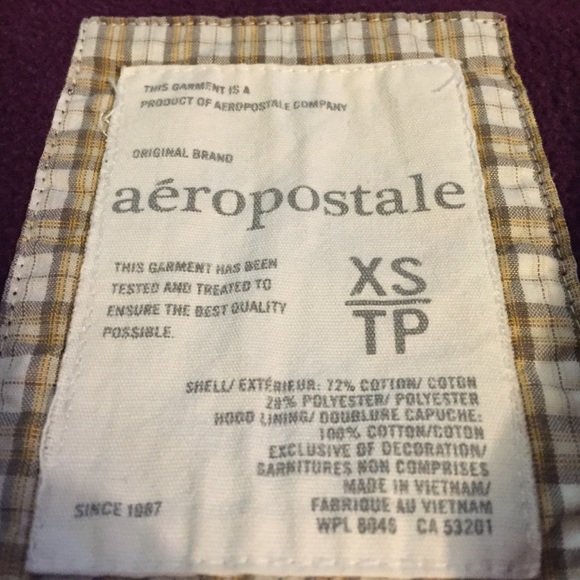 THIS GARMENT IS A
PRODUCT OF AEROPOSTALE COMPANY
ORIGINAL BRAND
aéropostale
THIS GARMENT HAS BEEN
TESTED AND TREATED TO
ENSURE THE BEST QUALITY
POSSIBLE.
XS
TP
SHELL/ EXTÉRIEUR: 72% COTTON/ COTON
28% POLYESTER/ POLYESTER
HOOD LINING/ DOUBLURE CAPUCHE:
100% COTTON/COTON
EXCLUSIVE OF DECORATION/
GARNITURES NON COMPRISES
MADE IN VIETNAM/
FABRIQUE AU VIETNAM
WPL 8046 CA 53201
SINCE 1987